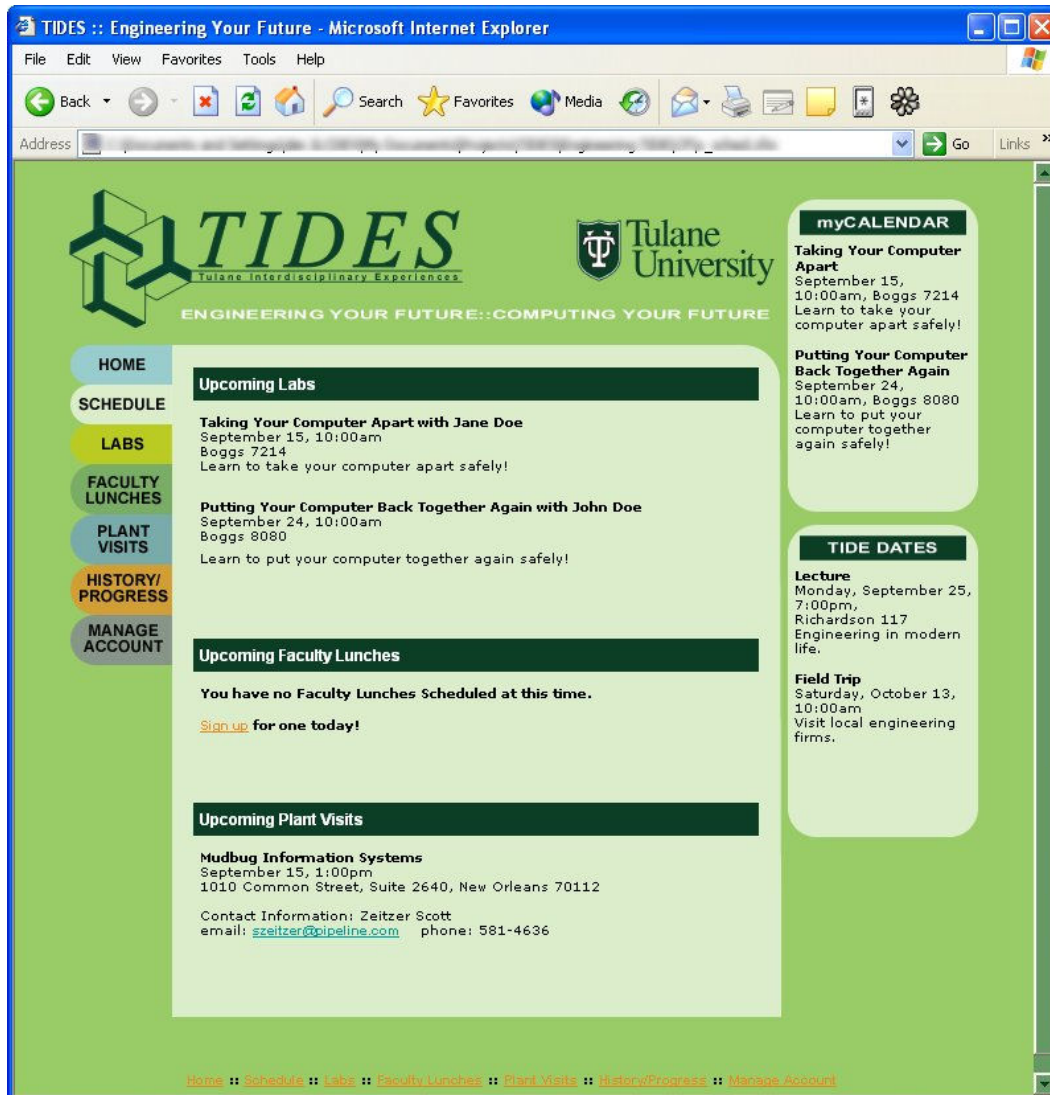 TIDES :: Engineering Your Future - Microsoft Internet Explorer
File Edit View Favorites Tools Help
Back Search Favorites Media
Address Go Links »
TIDES
Tulane Interdisciplinary Experiences
Tulane
University
ENGINEERING YOUR FUTURE::COMPUTING YOUR FUTURE
HOME
SCHEDULE
LABS
FACULTY
LUNCHES
PLANT
VISITS
HISTORY/
PROGRESS
MANAGE
ACCOUNT
Upcoming Labs
Taking Your Computer Apart with Jane Doe
September 15, 10:00am
Boggs 7214
Learn to take your computer apart safely!
Putting Your Computer Back Together Again with John Doe
September 24, 10:00am
Boggs 8080
Learn to put your computer together again safely!
Upcoming Faculty Lunches
You have no Faculty Lunches Scheduled at this time.
Sign up for one today!
Upcoming Plant Visits
Mudbug Information Systems
September 15, 1:00pm
1010 Common Street, Suite 2640, New Orleans 70112
Contact Information: Zeitzer Scott
email: szeitzer@pipeline.com phone: 581-4636
myCALENDAR
Taking Your Computer
Apart
September 15,
10:00am, Boggs 7214
Learn to take your
computer apart safely!
Putting Your Computer
Back Together Again
September 24,
10:00am, Boggs 8080
Learn to put your
computer together
again safely!
TIDE DATES
Lecture
Monday, September 25,
7:00pm,
Richardson 117
Engineering in modern
life.
Field Trip
Saturday, October 13,
10:00am
Visit local engineering
firms.
Home :: Schedule :: Labs :: Faculty Lunches :: Plant Visits :: History/Progress :: Manage Account